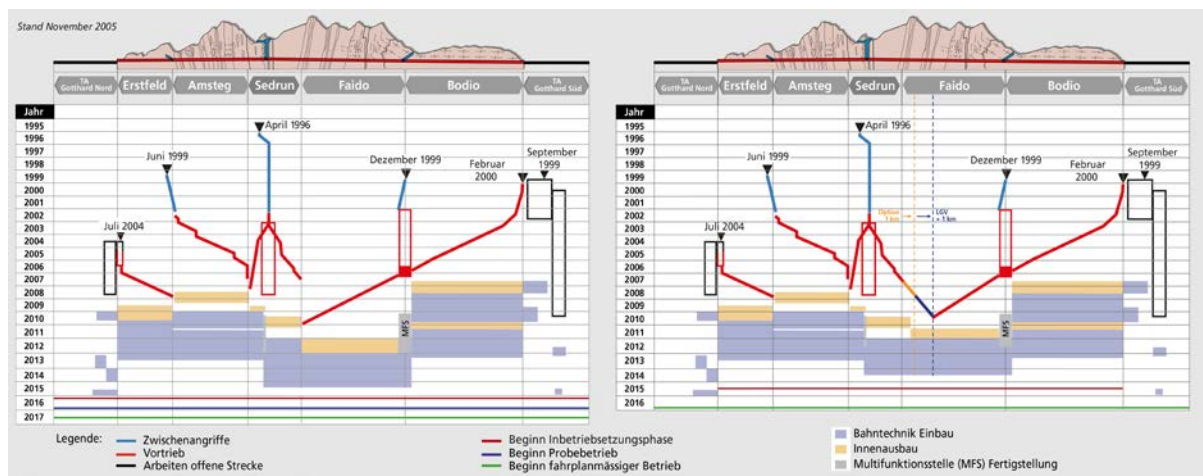 Stand November 2005
TA
Gotthard Nord
Erstfeld
Amsteg
Sedrun
Faido
Bodio
TA
Gotthard Süd
Jahr
1995
1996
1997
1998
1999
2000
2001
2002
2003
2004
2005
2006
2007
2008
2009
2010
2011
2012
2013
2014
2015
2016
2017
April 1996
Juni 1999
Dezember 1999
Februar
2000
September
1999
Juli 2004
MFS
TA
Gotthard Nord
Erstfeld
Amsteg
Sedrun
Faido
Bodio
TA
Gotthard Süd
Jahr
1995
1996
1997
1998
1999
2000
2001
2002
2003
2004
2005
2006
2007
2008
2009
2010
2011
2012
2013
2014
2015
2016
April 1996
Juni 1999
Dezember 1999
Februar
2000
September
1999
Option
1 km
LGV
+ 1 km
Juli 2004
MFS
Legende:
Zwischenangriffe
Vortrieb
Arbeiten offene Strecke
Beginn Inbetriebsetzungsphase
Beginn Probebetrieb
Beginn fahrplanmässiger Betrieb
Bahntechnik Einbau
Innenausbau
Multifunktionsstelle (MFS) Fertigstellung